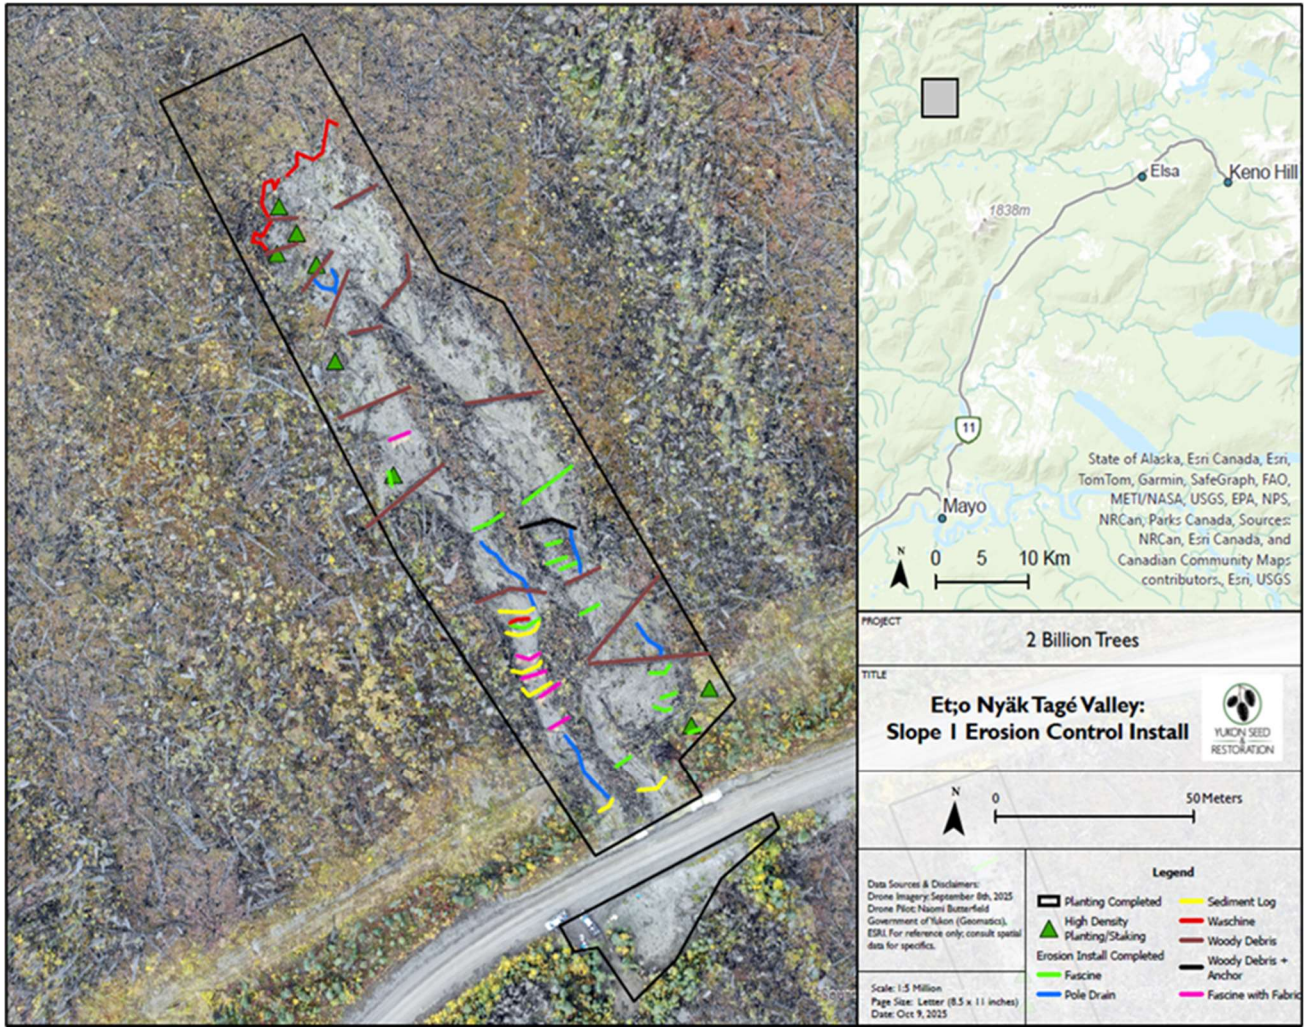 Elsa
Keno Hill
1838m
11
Mayo
State of Alaska, Esri Canada, Esri,
TomTom, Garmin, SafeGraph, FAO,
METI/NASA, USGS, EPA, NPS,
NRCan, Parks Canada, Sources:
NRCan, Esri Canada, and
Canadian Community Maps
contributors., Esri, USGS
N
0 5 10 Km
PROJECT
2 Billion Trees
TITLE
Et;o Nyäk Tagé Valley:
Slope 1 Erosion Control Install
YUKON SEED
&
RESTORATION
N
0 50 Meters
Data Sources & Disclaimers:
Drone Imagery: September 8th, 2025
Drone Pilot: Naomi Butterfield
Government of Yukon (Geomatics),
ESRI. For reference only; consult spatial
data for specifics.
Scale: 1:5 Million
Page Size: Letter (8.5 x 11 inches)
Date: Oct 9, 2025
Legend
Planting Completed
High Density
Planting/Staking
Erosion Install Completed
Fascine
Pole Drain
Sediment Log
Waschine
Woody Debris
Woody Debris +
Anchor
Fascine with Fabric